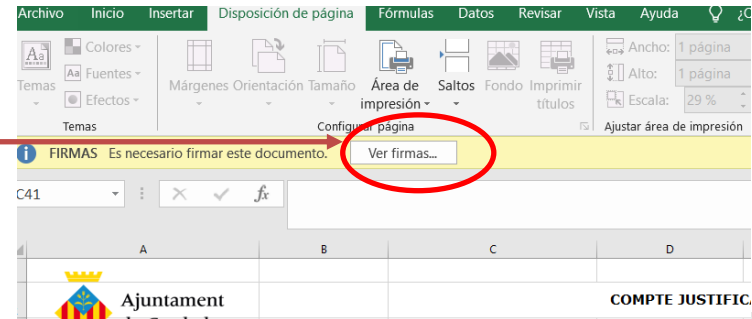 Archivo Inicio Insertar Disposición de página Fórmulas Datos Revisar Vista Ayuda
Colores
Fuentes
Efectos
Temas
Márgenes Orientación Tamaño Área de impresión Saltos Fondo Imprimir títulos
Ancho: 1 página
Alto: 1 página
Escala: 29 %
Temas Configurar página Ajustar área de impresión
FIRMAS Es necesario firmar este documento. Ver firmas...
C41 fx
A B C D
Ajuntament
COMPTE JUSTIFICA